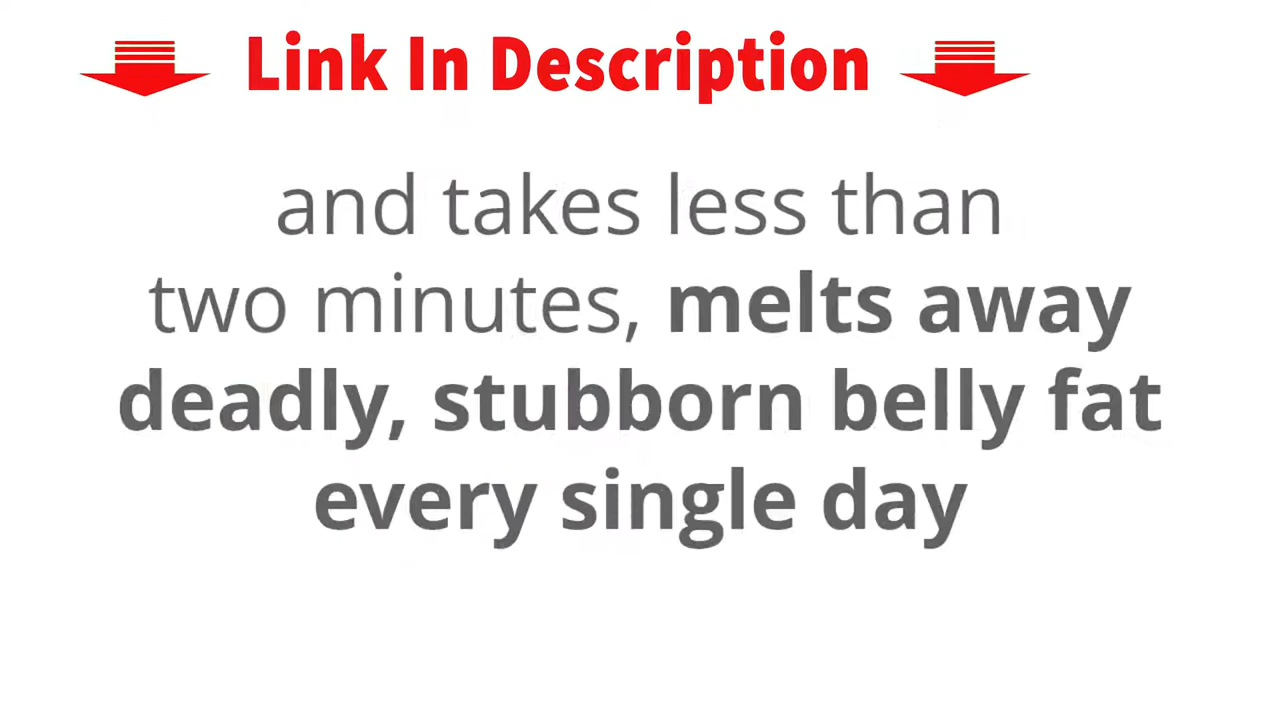 Link In Description
and takes less than
two minutes, melts away
deadly, stubborn belly fat
every single day